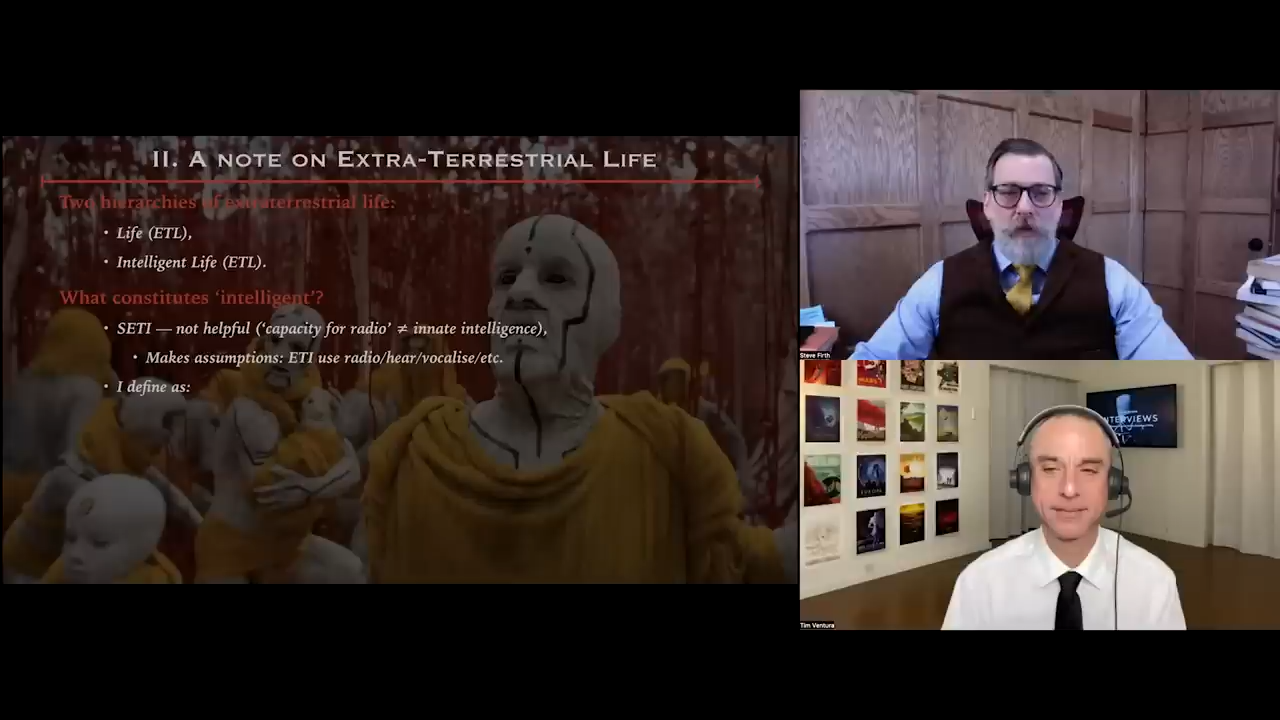 II. A note on Extra-Terrestrial Life
Two hierarchies of extraterrestrial life:
• Life (ETL),
• Intelligent Life (ETL).
What constitutes ‘intelligent’?
• SETI — not helpful (‘capacity for radio’ ≠ innate intelligence),
• Makes assumptions: ETI use radio/hear/vocalise/etc.
• I define as:
Steve Firth
Tim Ventura